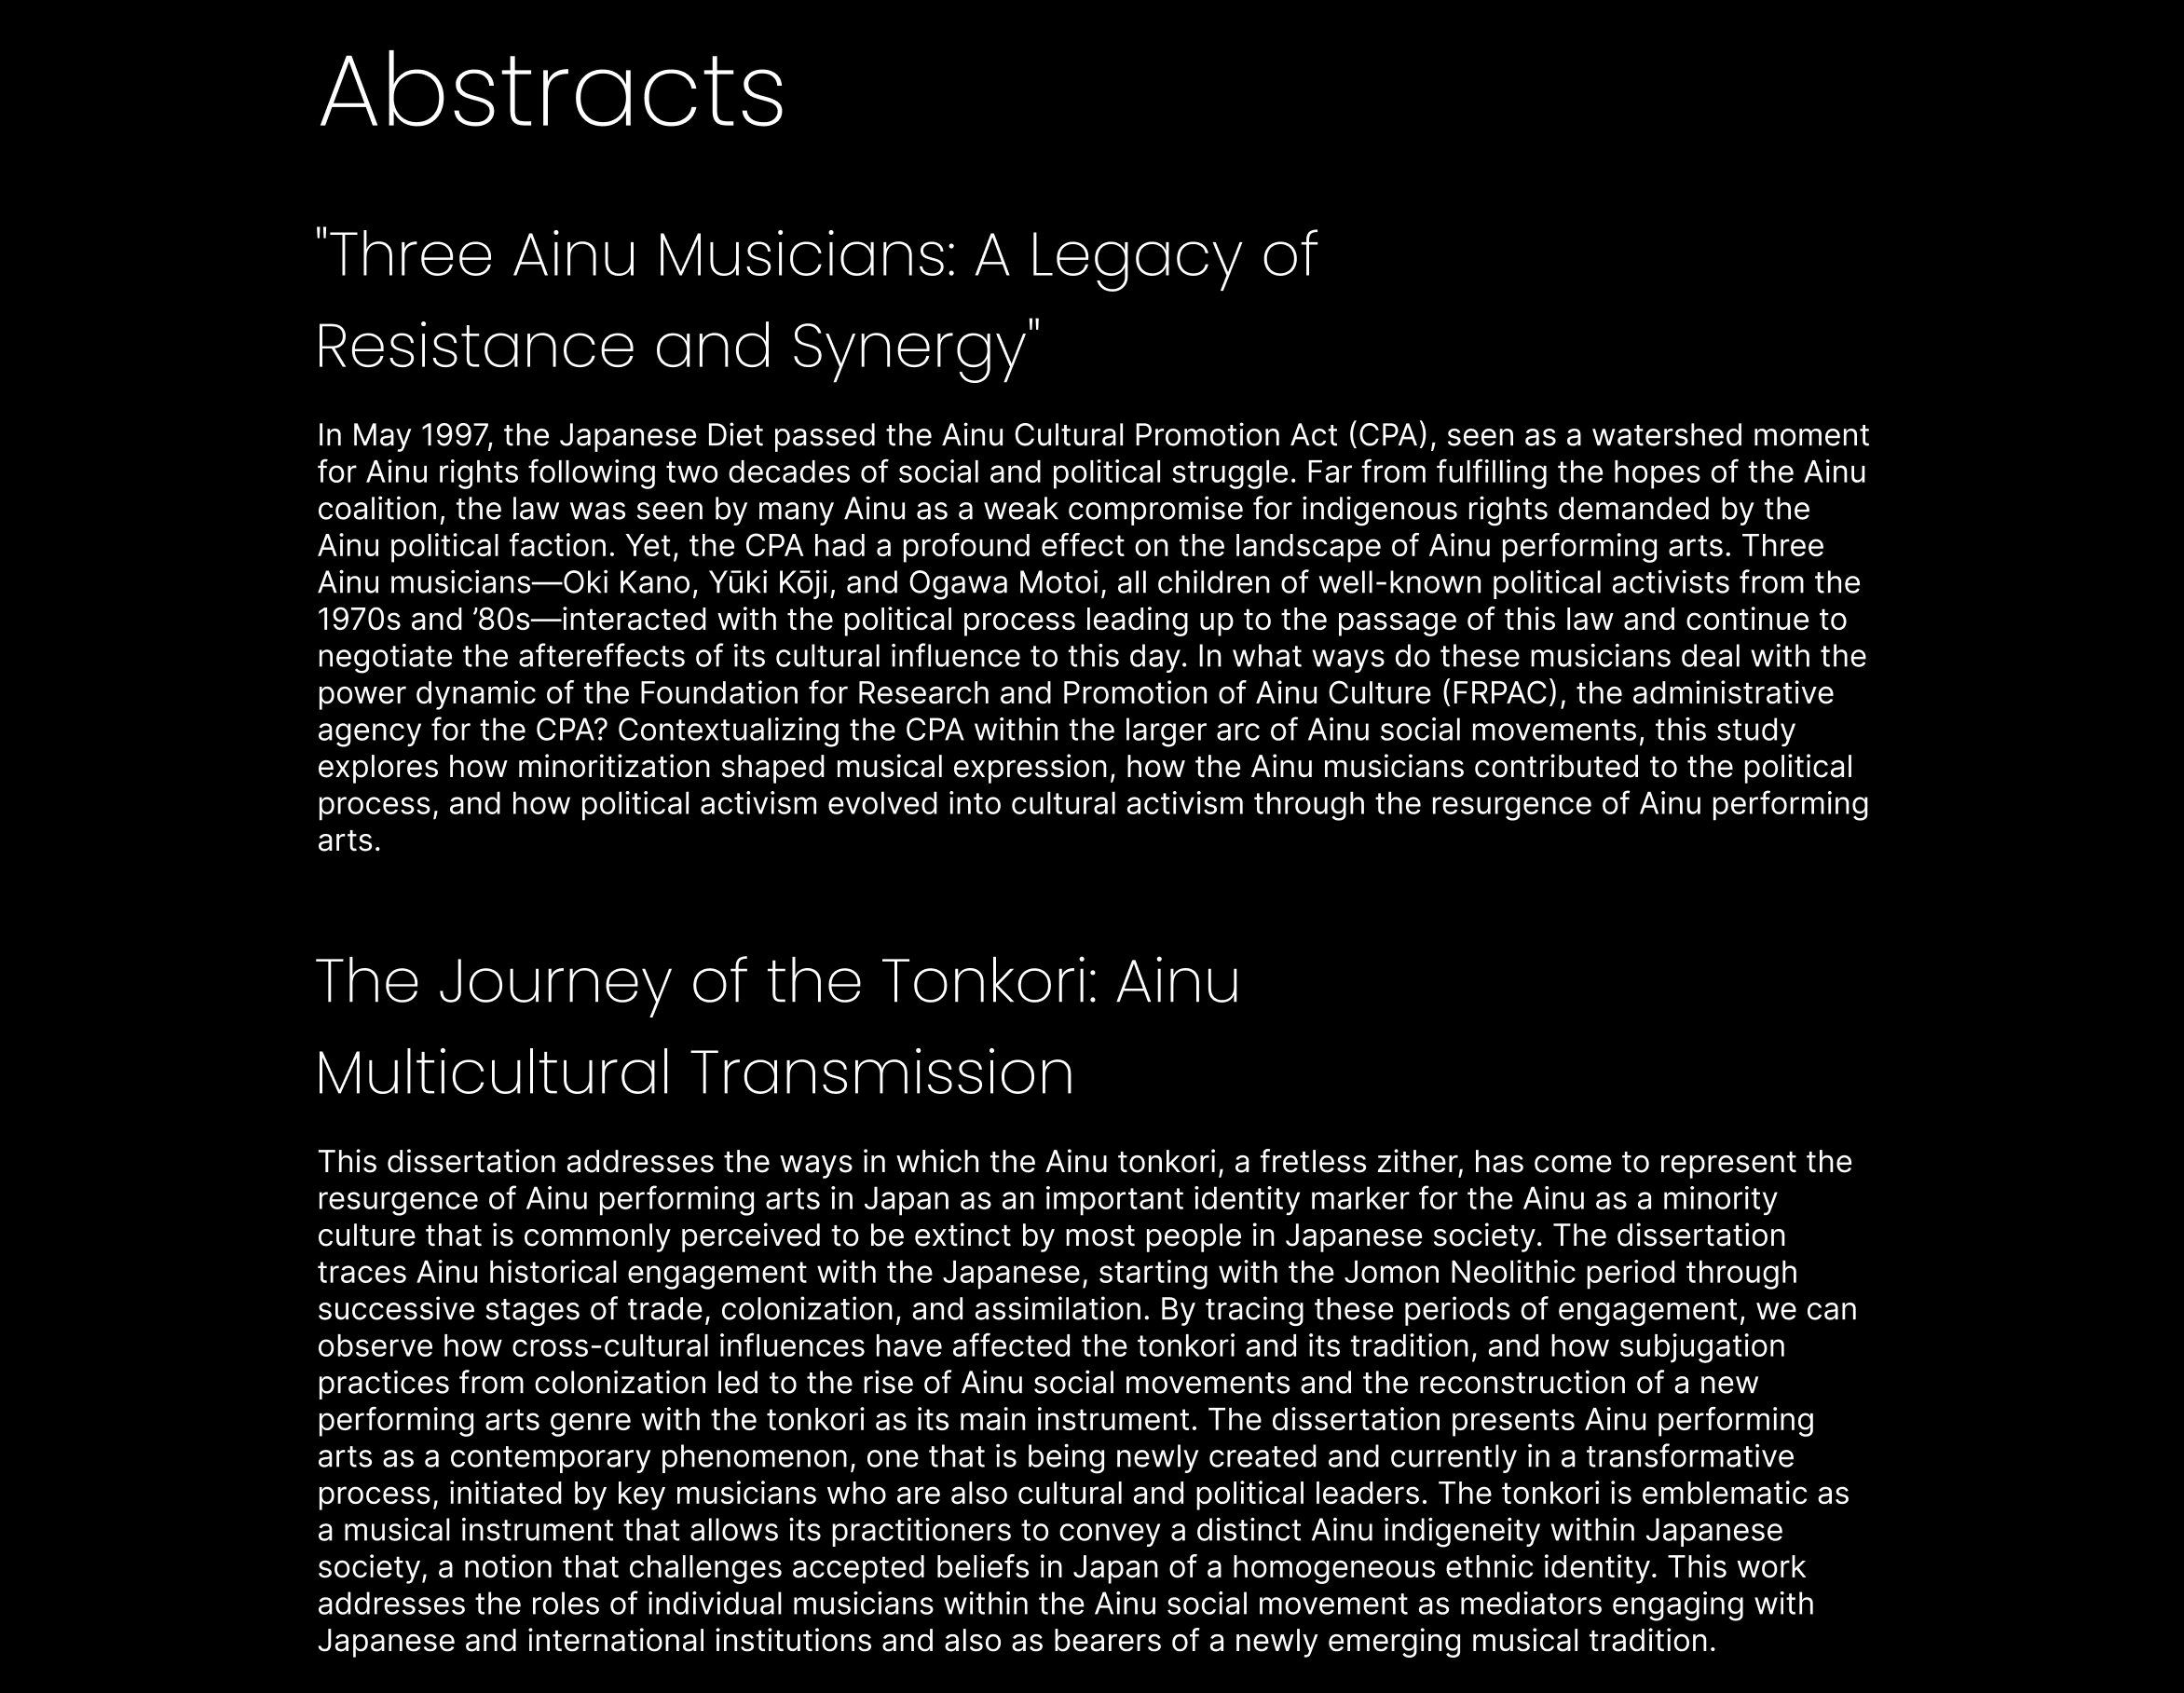 Abstracts
"Three Ainu Musicians: A Legacy of
Resistance and Synergy"
In May 1997, the Japanese Diet passed the Ainu Cultural Promotion Act (CPA), seen as a watershed moment
for Ainu rights following two decades of social and political struggle. Far from fulfilling the hopes of the Ainu
coalition, the law was seen by many Ainu as a weak compromise for indigenous rights demanded by the
Ainu political faction. Yet, the CPA had a profound effect on the landscape of Ainu performing arts. Three
Ainu musicians—Oki Kano, Yūki Kōji, and Ogawa Motoi, all children of well-known political activists from the
1970s and ’80s—interacted with the political process leading up to the passage of this law and continue to
negotiate the aftereffects of its cultural influence to this day. In what ways do these musicians deal with the
power dynamic of the Foundation for Research and Promotion of Ainu Culture (FRPAC), the administrative
agency for the CPA? Contextualizing the CPA within the larger arc of Ainu social movements, this study
explores how minoritization shaped musical expression, how the Ainu musicians contributed to the political
process, and how political activism evolved into cultural activism through the resurgence of Ainu performing
arts.
The Journey of the Tonkori: Ainu
Multicultural Transmission
This dissertation addresses the ways in which the Ainu tonkori, a fretless zither, has come to represent the
resurgence of Ainu performing arts in Japan as an important identity marker for the Ainu as a minority
culture that is commonly perceived to be extinct by most people in Japanese society. The dissertation
traces Ainu historical engagement with the Japanese, starting with the Jomon Neolithic period through
successive stages of trade, colonization, and assimilation. By tracing these periods of engagement, we can
observe how cross-cultural influences have affected the tonkori and its tradition, and how subjugation
practices from colonization led to the rise of Ainu social movements and the reconstruction of a new
performing arts genre with the tonkori as its main instrument. The dissertation presents Ainu performing
arts as a contemporary phenomenon, one that is being newly created and currently in a transformative
process, initiated by key musicians who are also cultural and political leaders. The tonkori is emblematic as
a musical instrument that allows its practitioners to convey a distinct Ainu indigeneity within Japanese
society, a notion that challenges accepted beliefs in Japan of a homogeneous ethnic identity. This work
addresses the roles of individual musicians within the Ainu social movement as mediators engaging with
Japanese and international institutions and also as bearers of a newly emerging musical tradition.